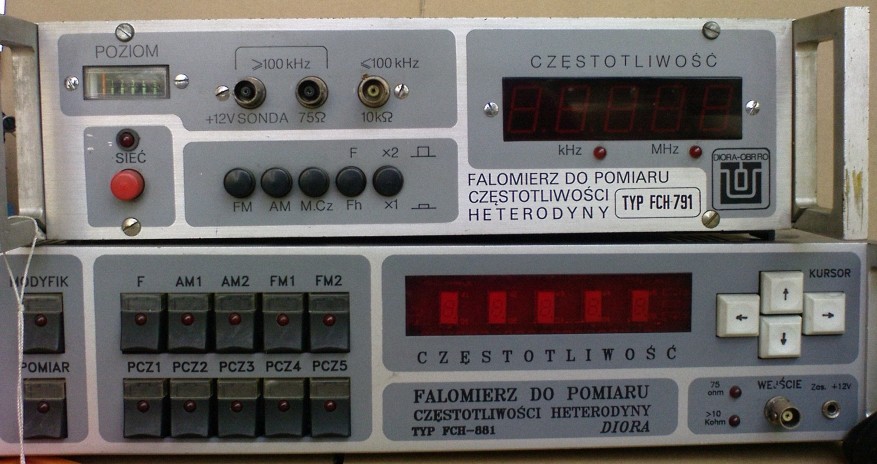 POZIOM
≥100 kHz
≤100 kHz
+12V SONDA
75Ω
10kΩ
CZĘSTOTLIWOŚĆ
kHz
MHz
SIEĆ
F
×2
FM
AM
M.Cz
Fh
×1
FALOMIERZ DO POMIARU
CZĘSTOTLIWOŚCI
HETERODYNY
TYP FCH-791
DIORA-OBR RD
MODYFIK
F
AM1
AM2
FM1
FM2
KURSOR
POMIAR
PCZ1
PCZ2
PCZ3
PCZ4
PCZ5
CZĘSTOTLIWOŚĆ
FALOMIERZ DO POMIARU
CZĘSTOTLIWOŚCI HETERODYNY
TYP FCH-881
DIORA
75
ohm
>10
Kohm
WEJŚCIE
Zas. +12V